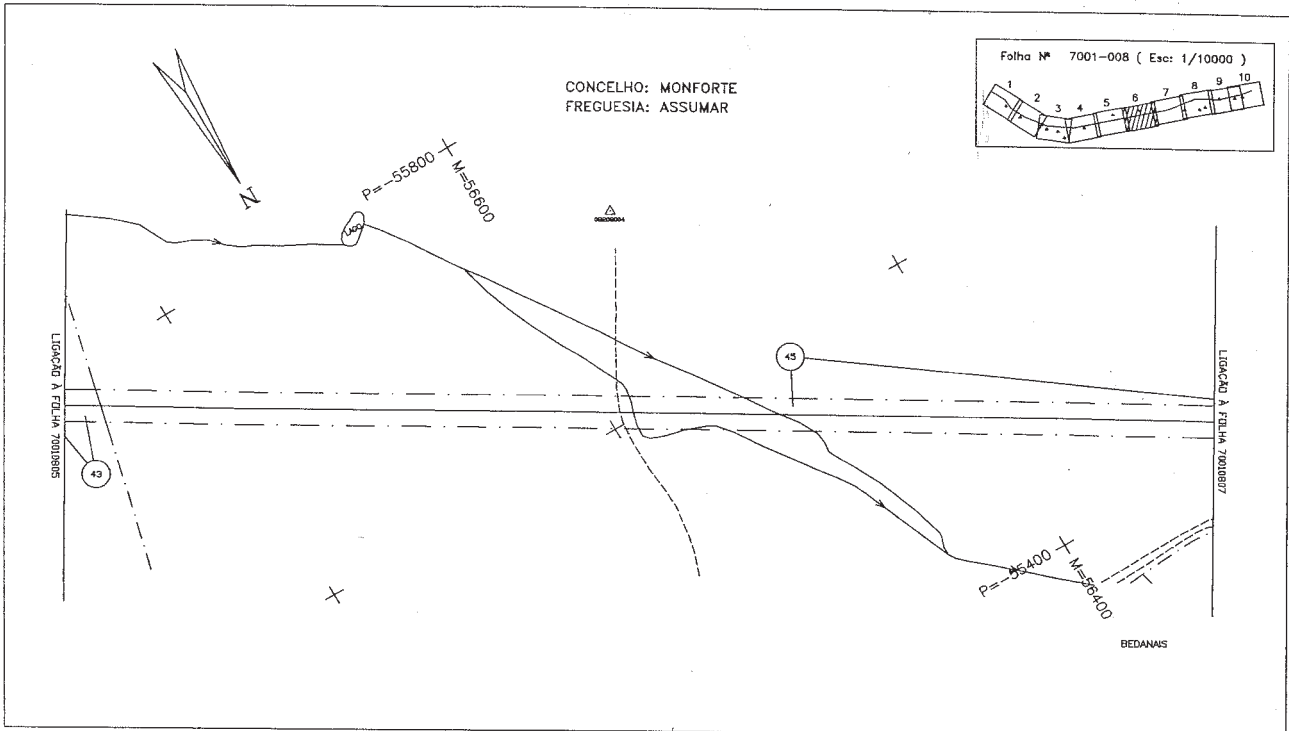 Folha Nº 7001-008 ( Esc: 1/10000 )
1 2 3 4 5 6 7 8 9 10
CONCELHO: MONFORTE
FREGUESIA: ASSUMAR
N
P=-55800
M=56600
LAGO
LIGAÇÃO À FOLHA 70010805
43
45
LIGAÇÃO À FOLHA 70010807
P=-55400
M=56400
BEDANAIS